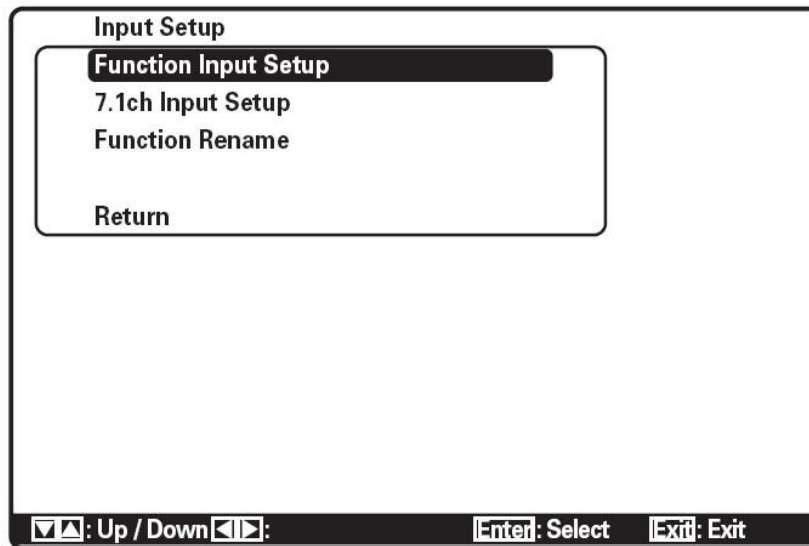 Input Setup
Function Input Setup
7.1ch Input Setup
Function Rename
Return
▼▲: Up / Down ◀▶: Enter: Select Exit: Exit